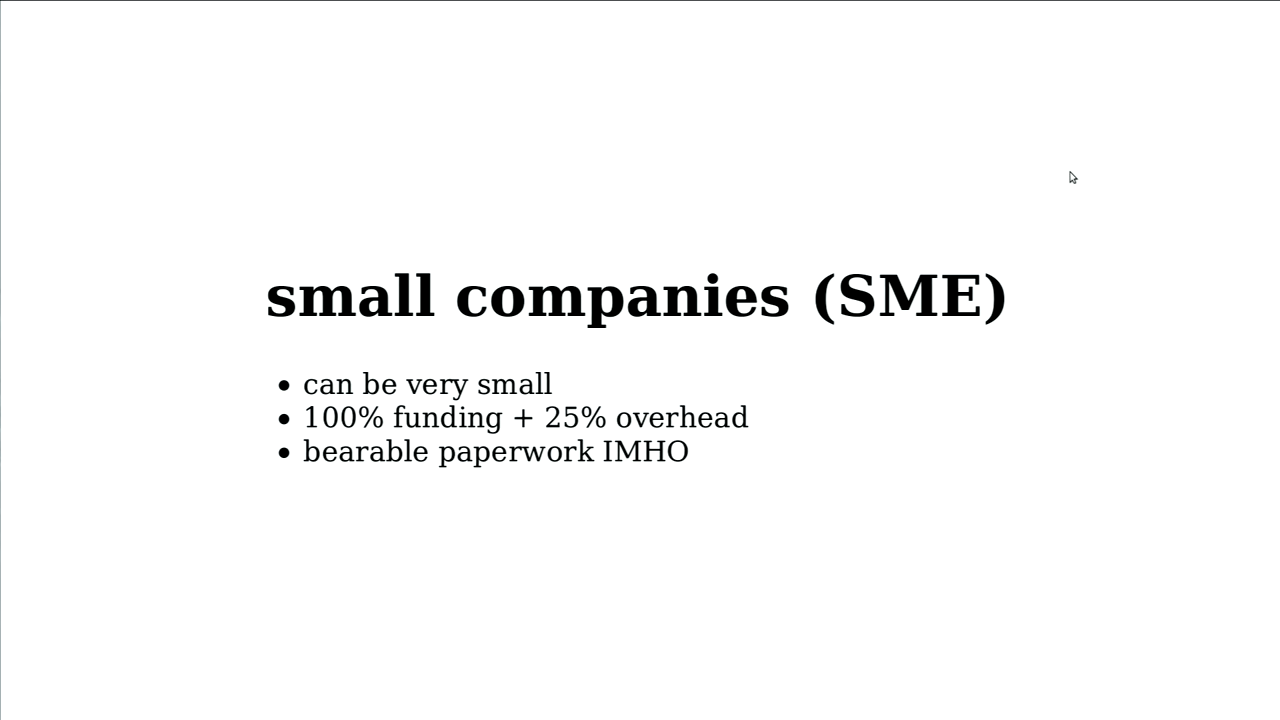 small companies (SME)
• can be very small
• 100% funding + 25% overhead
• bearable paperwork IMHO